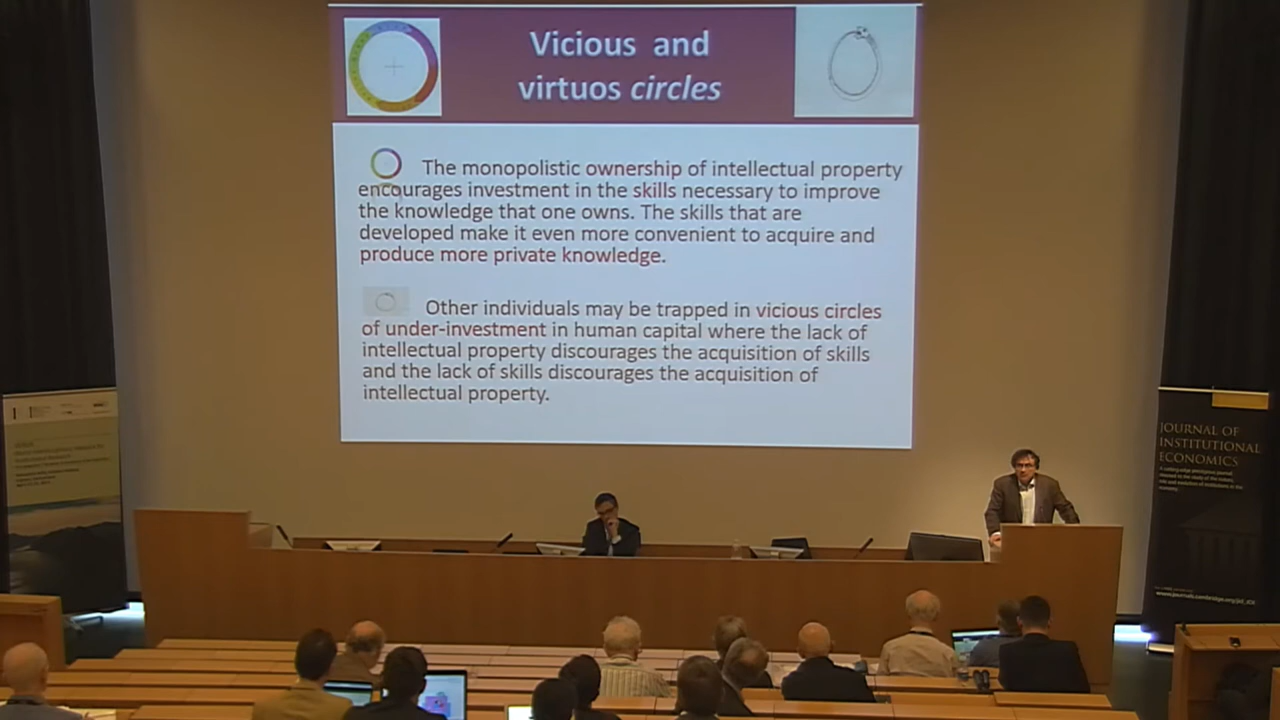 Vicious and
virtuos circles
The monopolistic ownership of intellectual property
encourages investment in the skills necessary to improve
the knowledge that one owns. The skills that are
developed make it even more convenient to acquire and
produce more private knowledge.
Other individuals may be trapped in vicious circles
of under-investment in human capital where the lack of
intellectual property discourages the acquisition of skills
and the lack of skills discourages the acquisition of
intellectual property.
JOURNAL OF
INSTITUTIONAL
ECONOMICS